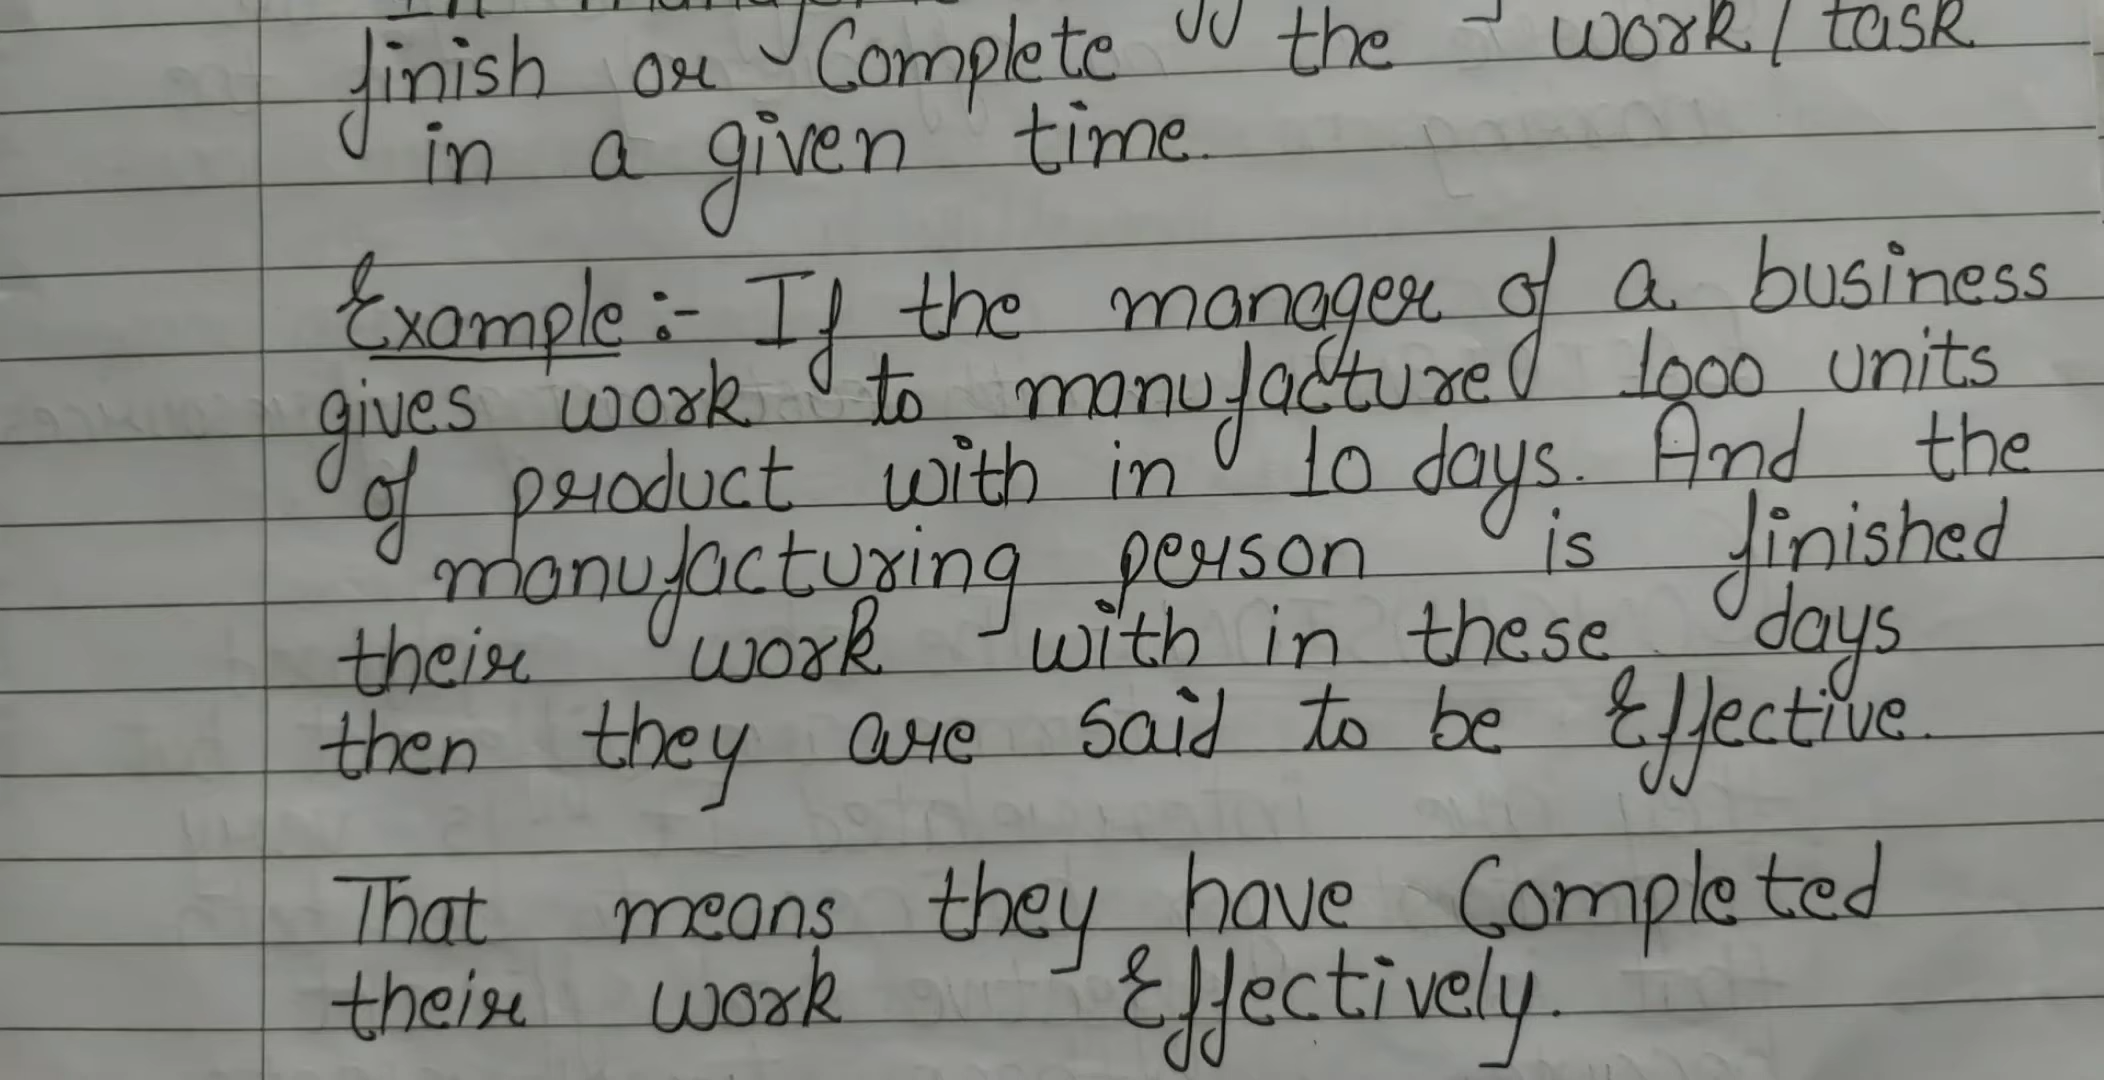 finish or Complete the work/task
in a given time.
Example :- If the manager of a business
gives work to manufactured 1000 units
of product with in 10 days. And the
manufacturing person is finished
their work with in these days
then they are said to be Effective.
That means they have Completed
their work Effectively.